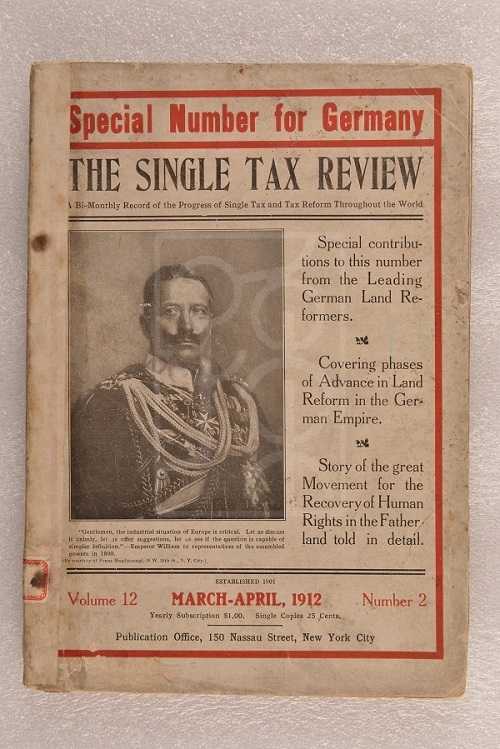 Special Number for Germany
THE SINGLE TAX REVIEW
A Bi-Monthly Record of the Progress of Single Tax and Tax Reform Throughout the World
Special contribu-
tions to this number
from the Leading
German Land Re-
formers.
Covering phases
of Advance in Land
Reform in the Ger-
man Empire.
Story of the great
Movement for the
Recovery of Human
Rights in the Father-
land told in detail.
"Gentlemen, the industrial situation of Europe is critical. Let us discuss
it calmly, let us offer suggestions, let us see if the question is capable of
simpler definition."—Emperor William to representatives of the assembled
powers in 1890.
(By courtesy of Franz
ESTABLISHED 1901
Volume 12 MARCH-APRIL, 1912 Number 2
Yearly Subscription $1.00. Single Copies 25 Cents.
Publication Office, 150 Nassau Street, New York City